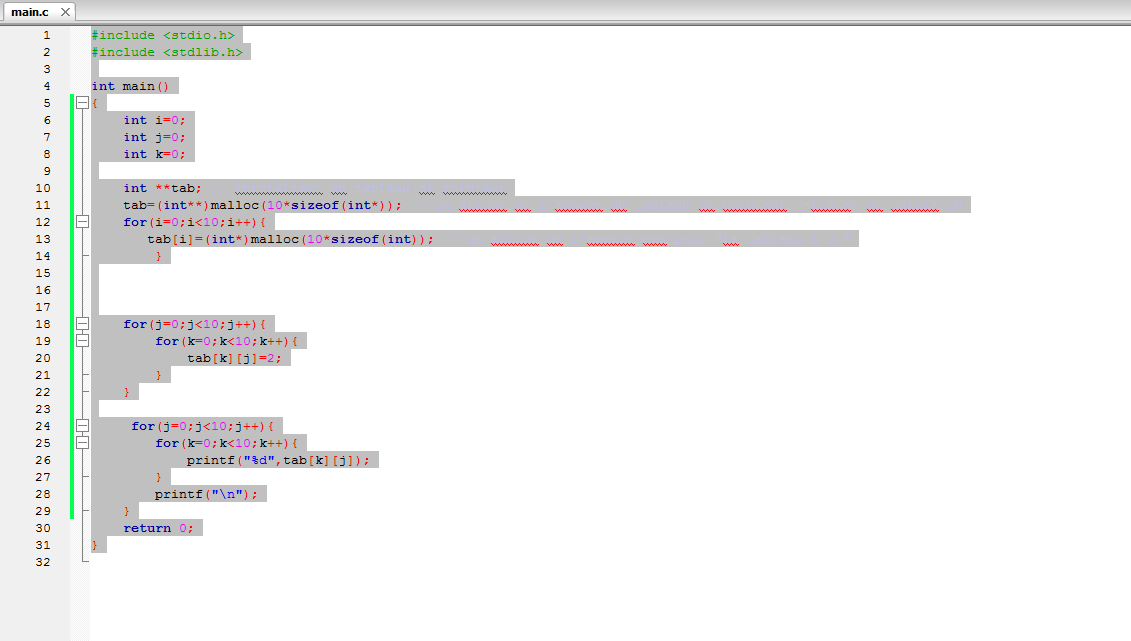 main.c
1 #include <stdio.h>
2 #include <stdlib.h>
3
4 int main()
5 {
6 int i=0;
7 int j=0;
8 int k=0;
9
10 int **tab;
11 tab=(int**)malloc(10*sizeof(int*));
12 for(i=0;i<10;i++){
13 tab[i]=(int*)malloc(10*sizeof(int));
14 }
15
16
17
18 for(j=0;j<10;j++){
19 for(k=0;k<10;k++){
20 tab[k][j]=2;
21 }
22 }
23
24 for(j=0;j<10;j++){
25 for(k=0;k<10;k++){
26 printf("%d",tab[k][j]);
27 }
28 printf("\n");
29 }
30 return 0;
31 }
32